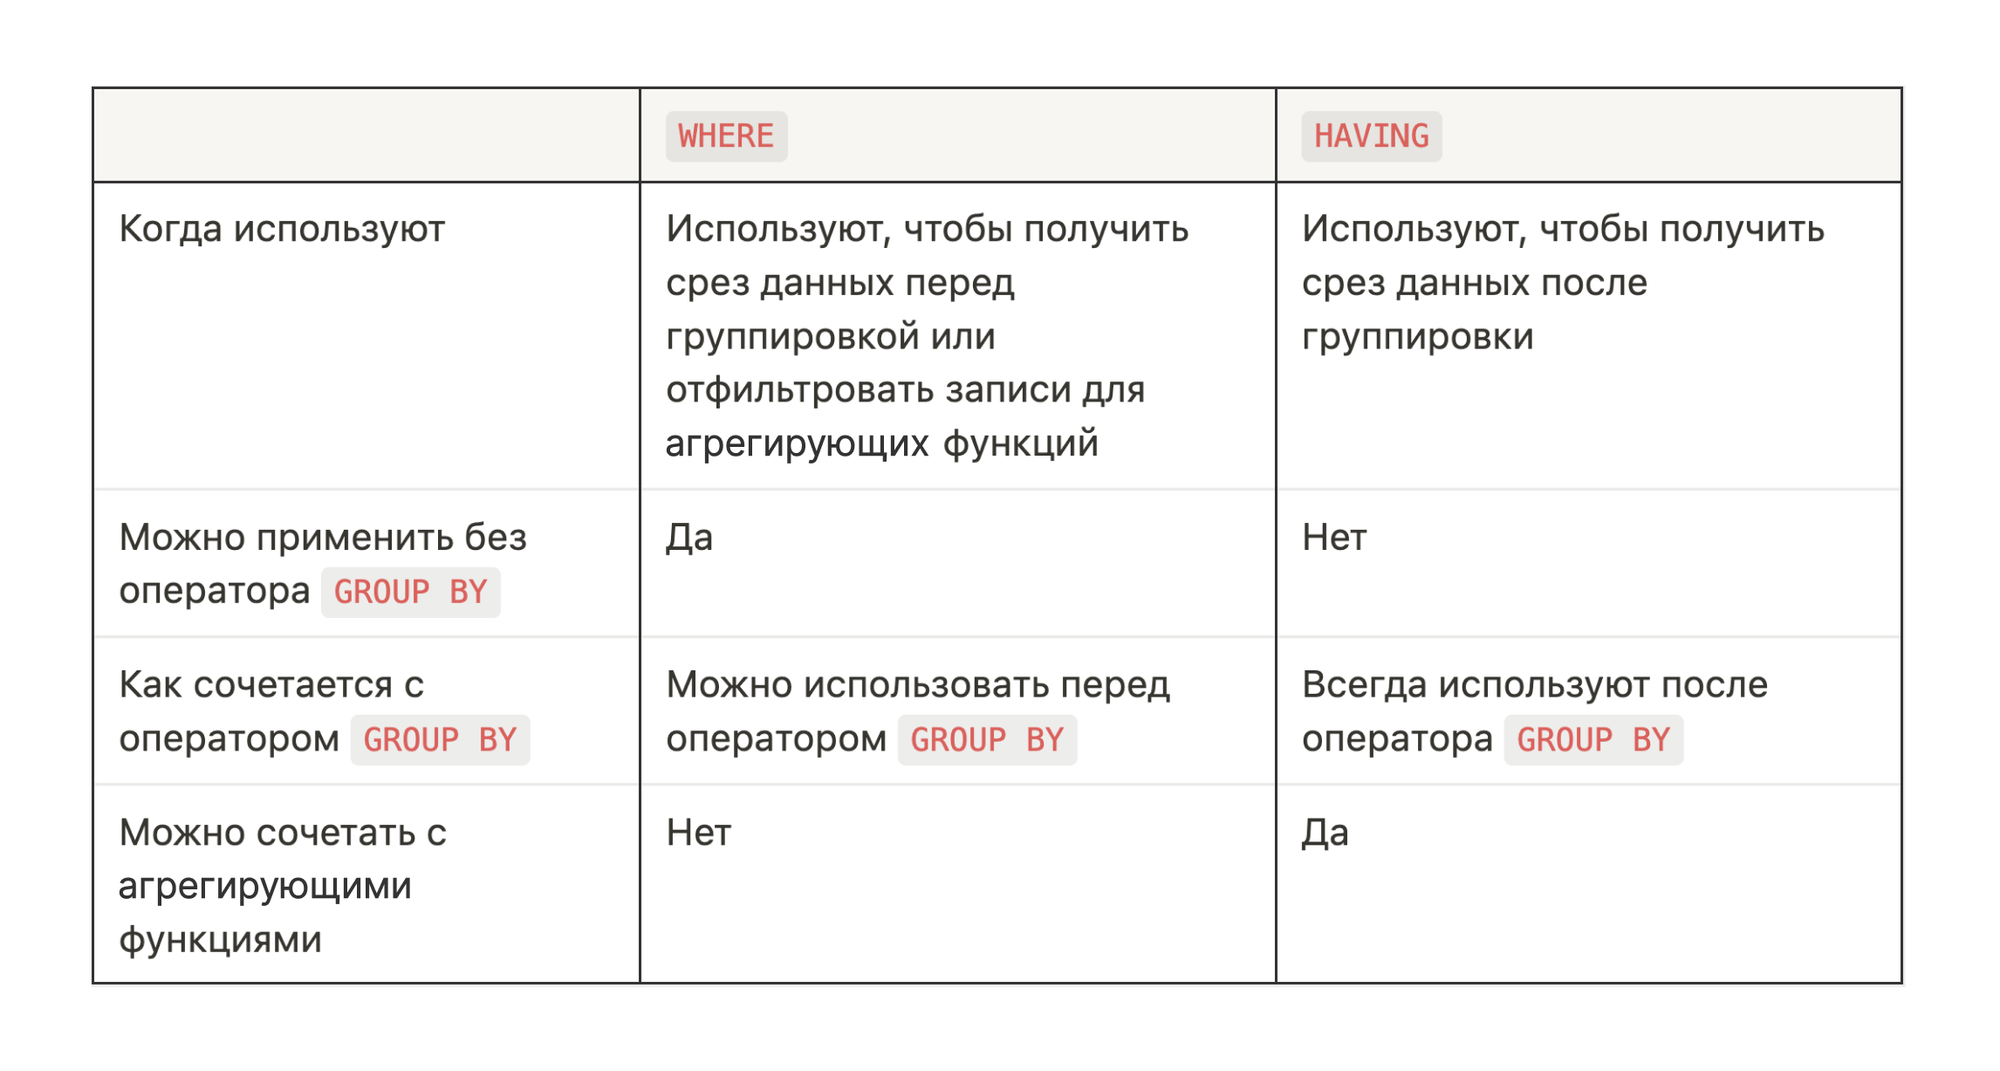 WHERE
HAVING
Когда используют
Используют, чтобы получить
срез данных перед
группировкой или
отфильтровать записи для
агрегирующих функций
Используют, чтобы получить
срез данных после
группировки
Можно применить без
оператора GROUP BY
Да
Нет
Как сочетается с
оператором GROUP BY
Можно использовать перед
оператором GROUP BY
Всегда используют после
оператора GROUP BY
Можно сочетать с
агрегирующими
функциями
Нет
Да